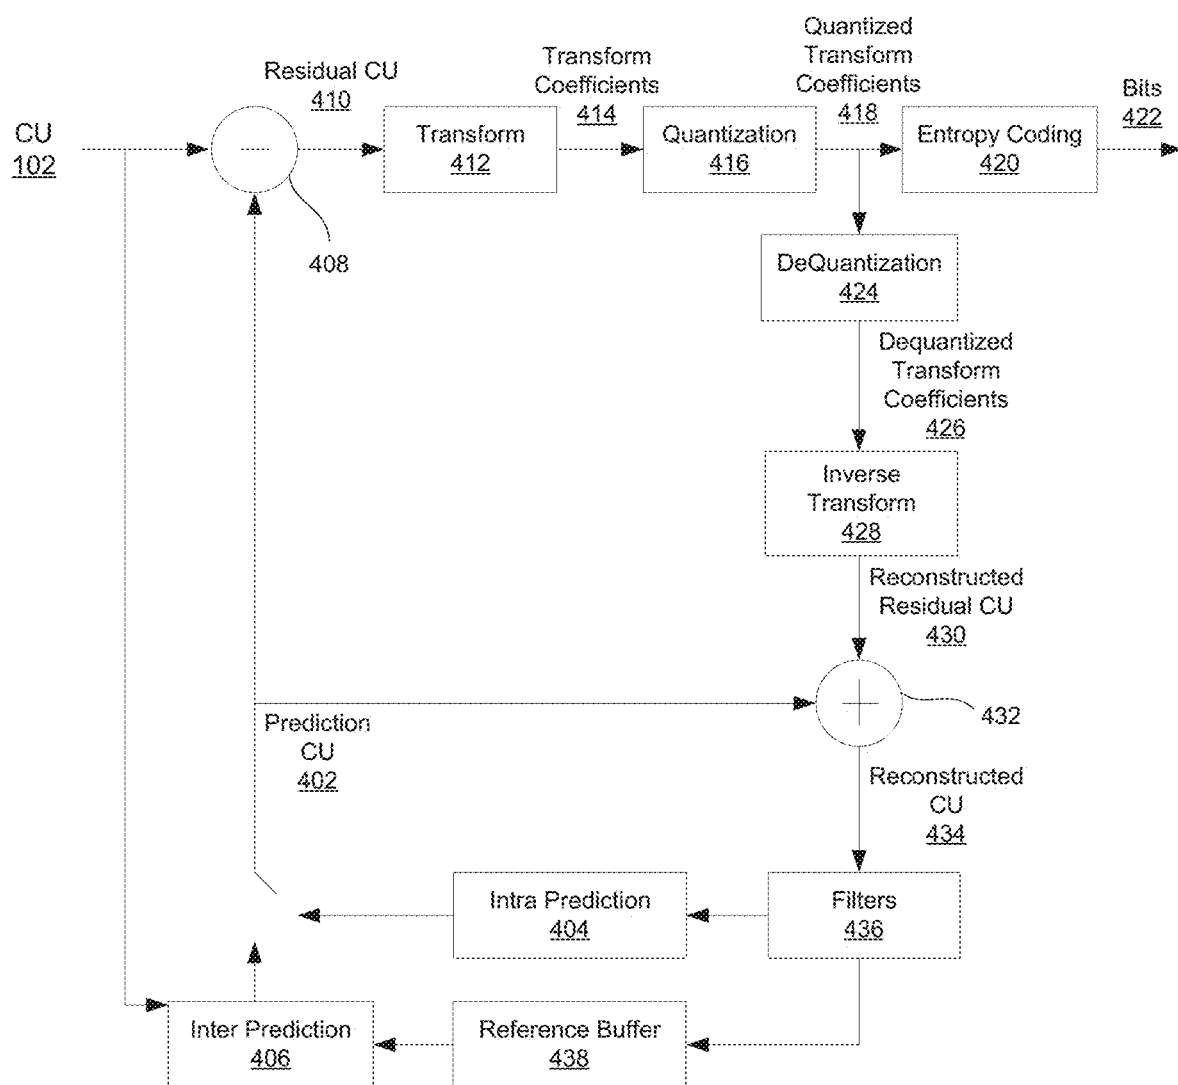 CU
102
Residual CU
410
Transform
412
Transform
Coefficients
414
Quantization
416
Quantized
Transform
Coefficients
418
Entropy Coding
420
Bits
422
408
DeQuantization
424
Dequantized
Transform
Coefficients
426
Inverse
Transform
428
Reconstructed
Residual CU
430
432
Prediction
CU
402
Reconstructed
CU
434
Intra Prediction
404
Filters
436
Inter Prediction
406
Reference Buffer
438